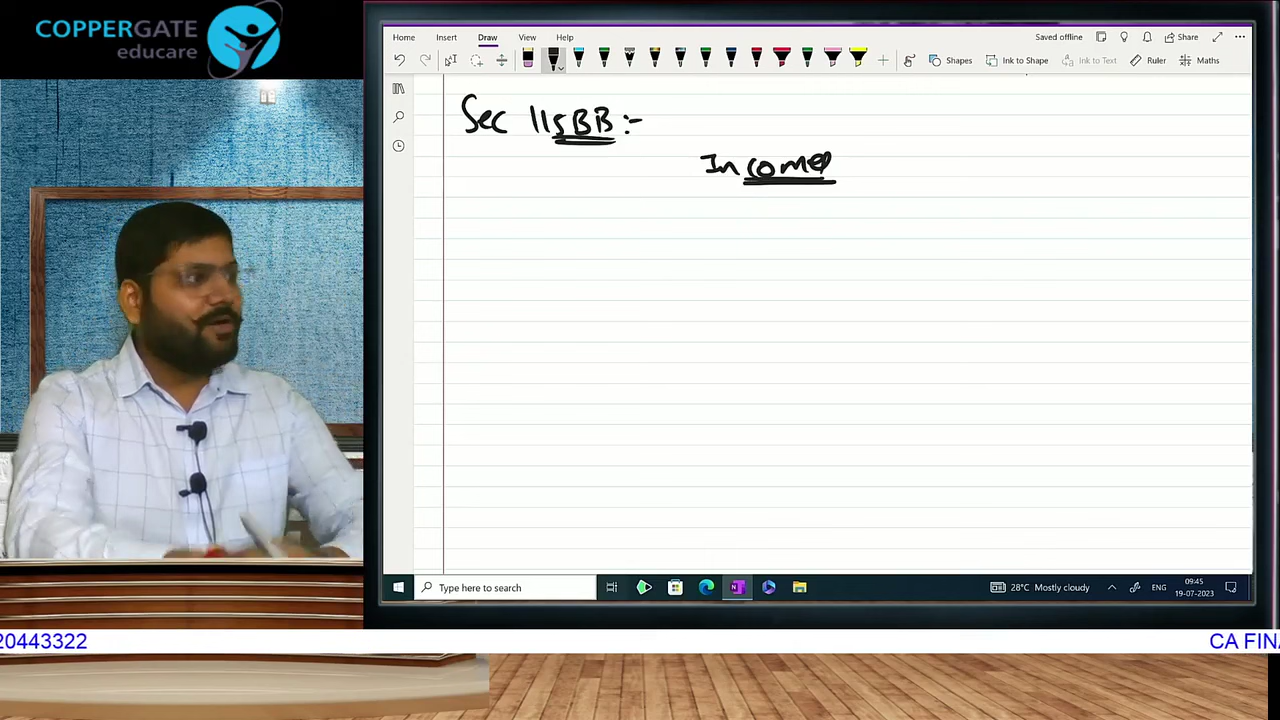 COPPERGATE
educare
Home Insert Draw View Help
Saved offline
Share
Shapes Ink to Shape Ink to Text Ruler Maths
Sec 115BB :-
Income
Type here to search
28°C Mostly cloudy
ENG
09:45
19-07-2023
20443322
CA FINA